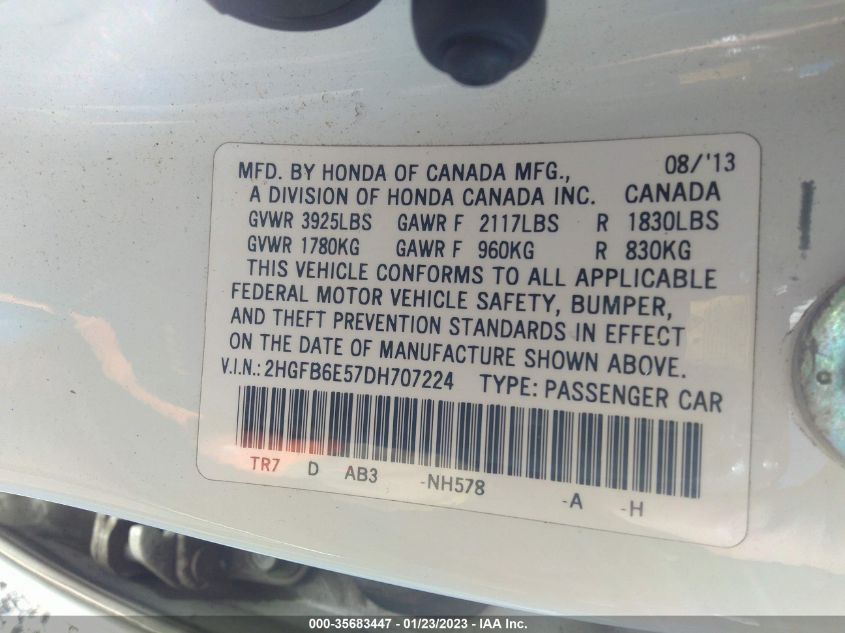 MFD. BY HONDA OF CANADA MFG., 08/'13
A DIVISION OF HONDA CANADA INC. CANADA
GVWR 3925LBS GAWR F 2117LBS R 1830LBS
GVWR 1780KG GAWR F 960KG R 830KG
THIS VEHICLE CONFORMS TO ALL APPLICABLE
FEDERAL MOTOR VEHICLE SAFETY, BUMPER,
AND THEFT PREVENTION STANDARDS IN EFFECT
ON THE DATE OF MANUFACTURE SHOWN ABOVE.
V.I.N.: 2HGFB6E57DH707224 TYPE: PASSENGER CAR
TR7 D AB3 -NH578 -A -H
000-35683447 - 01/23/2023 - IAA Inc.